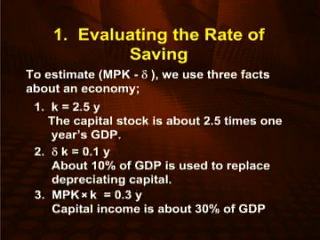 1. Evaluating the Rate of
Saving
To estimate (MPK - δ ), we use three facts
about an economy;
1. k = 2.5 y
The capital stock is about 2.5 times one
year's GDP.
2. δ k = 0.1 y
About 10% of GDP is used to replace
depreciating capital.
3. MPK × k = 0.3 y
Capital income is about 30% of GDP